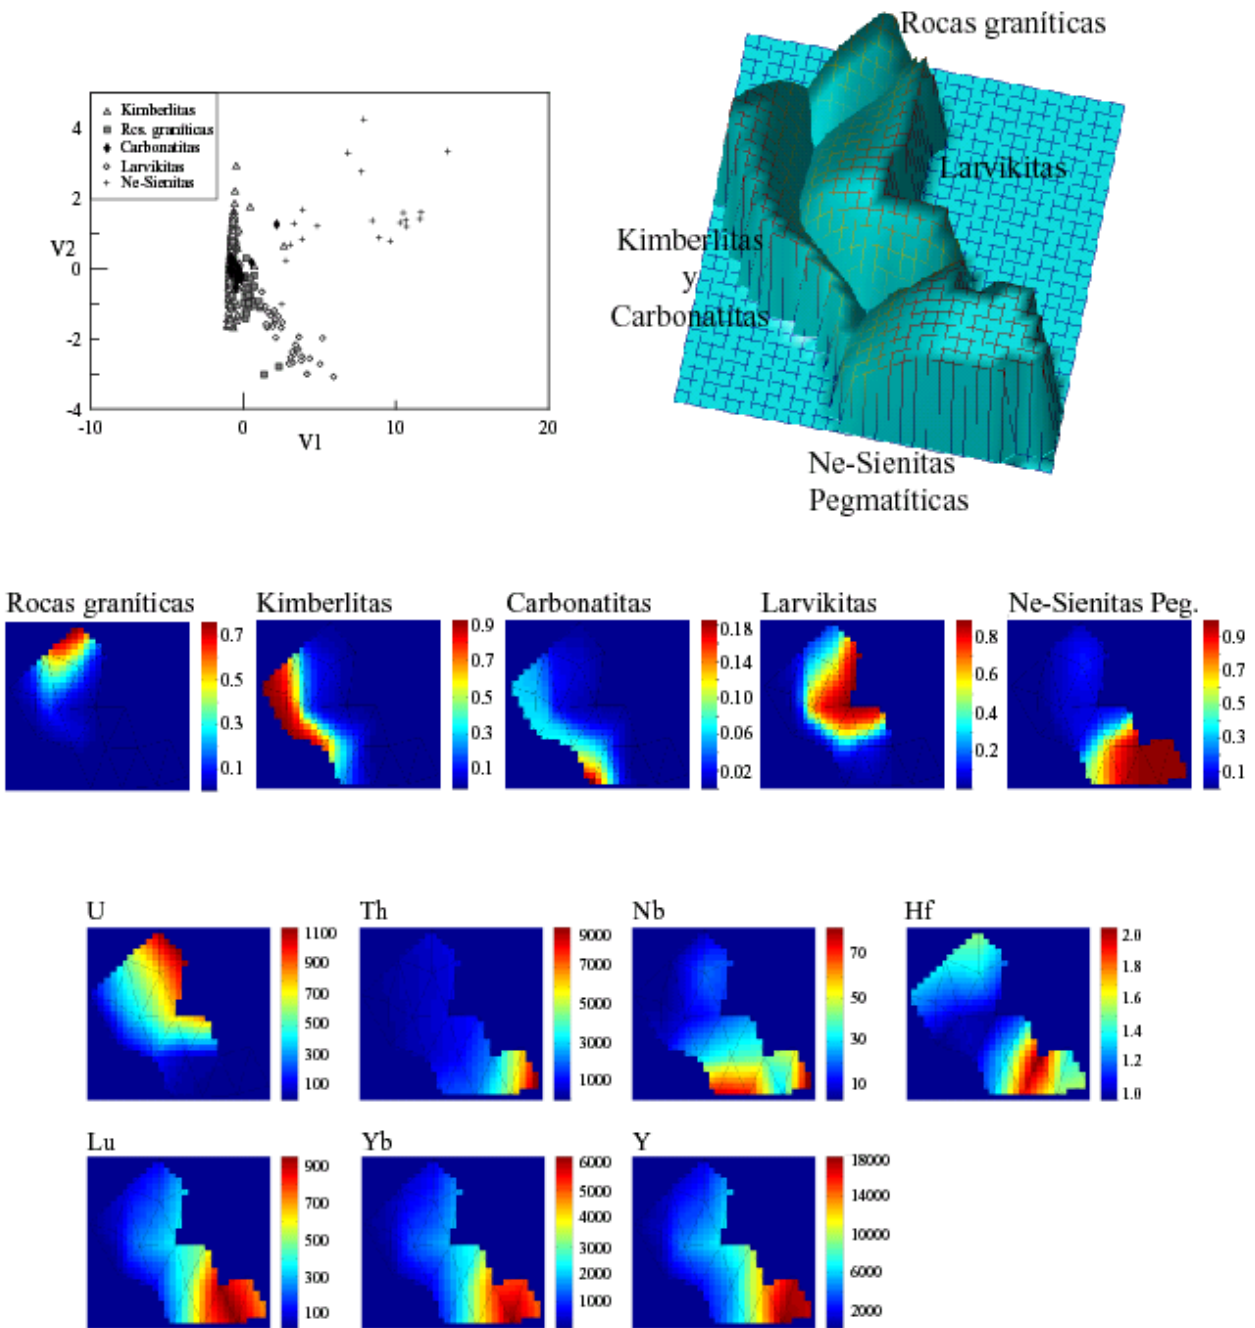 Kimberlitas
Rcs. graníticas
Carbonatitas
Larvikitas
Ne-Sienitas
4
2
0
-2
-4
V2
-10
0
10
20
V1
Rocas graníticas
Larvikitas
Kimberlitas
y
Carbonatitas
Ne-Sienitas
Pegmatíticas
Rocas graníticas
0.7
0.5
0.3
0.1
Kimberlitas
0.9
0.7
0.5
0.3
0.1
Carbonatitas
0.18
0.14
0.10
0.06
0.02
Larvikitas
0.8
0.6
0.4
0.2
Ne-Sienitas Peg.
0.9
0.7
0.5
0.3
0.1
U
1100
900
700
500
300
100
Th
9000
7000
5000
3000
1000
Nb
70
50
30
10
Hf
2.0
1.8
1.6
1.4
1.2
1.0
Lu
900
700
500
300
100
Yb
6000
5000
4000
3000
2000
1000
Y
18000
14000
10000
6000
2000